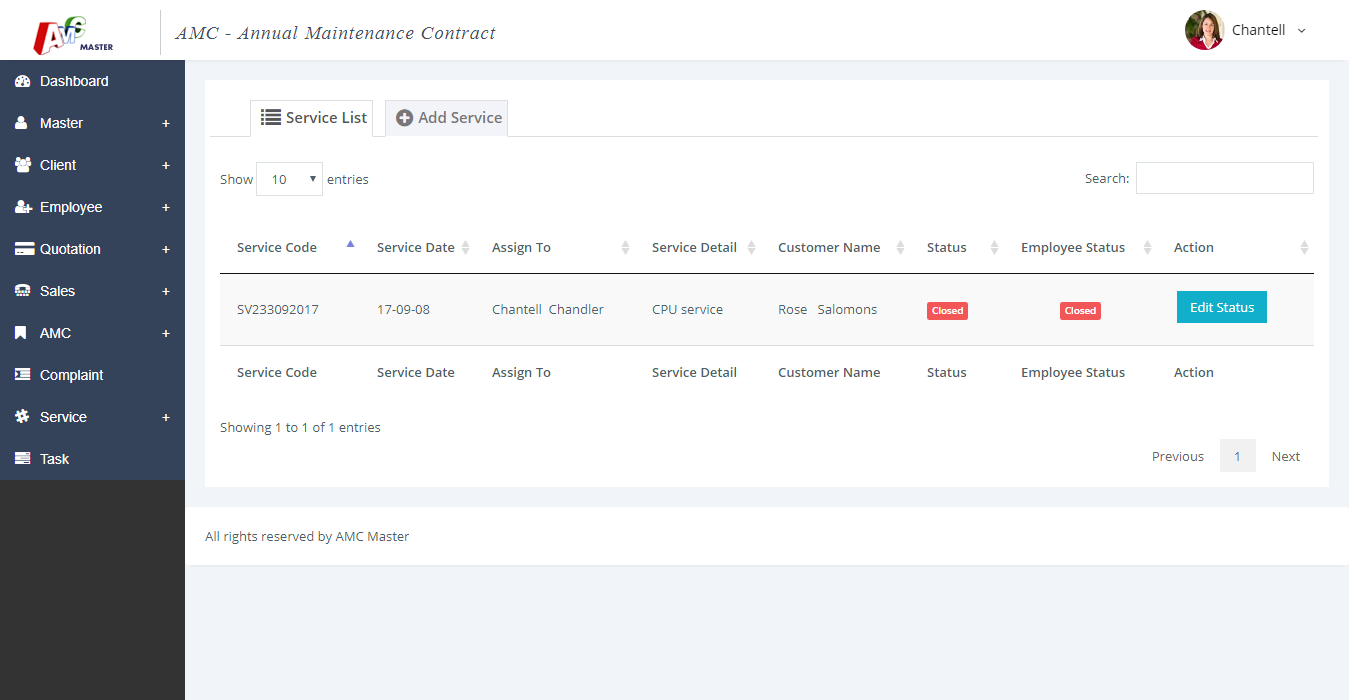 AMC MASTER
AMC - Annual Maintenance Contract
Chantell
Dashboard
Master +
Client +
Employee +
Quotation +
Sales +
AMC +
Complaint
Service +
Task
Service List
Add Service
Show 10 entries
Search:
Service Code Service Date Assign To Service Detail Customer Name Status Employee Status Action
SV233092017 17-09-08 Chantell Chandler CPU service Rose Salomons Closed Closed Edit Status
Service Code Service Date Assign To Service Detail Customer Name Status Employee Status Action
Showing 1 to 1 of 1 entries
Previous 1 Next
All rights reserved by AMC Master